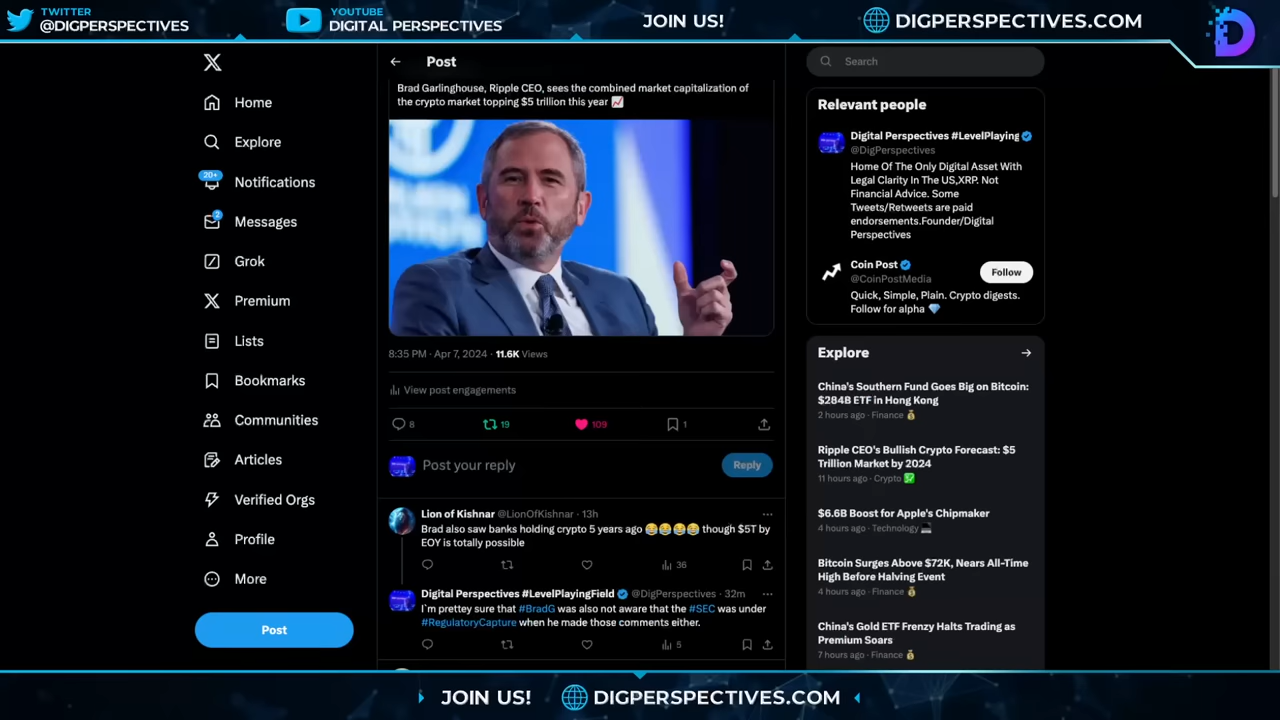 TWITTER
@DIGPERSPECTIVES
YOUTUBE
DIGITAL PERSPECTIVES
JOIN US!
DIGPERSPECTIVES.COM
Home
Explore
20+
Notifications
2
Messages
Grok
Premium
Lists
Bookmarks
Communities
Articles
Verified Orgs
Profile
More
Post
Post
Brad Garlinghouse, Ripple CEO, sees the combined market capitalization of
the crypto market topping $5 trillion this year 📈
8:35 PM · Apr 7, 2024 · 11.6K Views
View post engagements
8
19
109
1
Post your reply
Reply
Lion of Kishnar @LionOfKishnar · 13h
Brad also saw banks holding crypto 5 years ago 😂😂😂😂 though $5T by
EOY is totally possible
36
Digital Perspectives #LevelPlayingField @DigPerspectives · 32m
I`m prettey sure that #BradG was also not aware that the #SEC was under
#RegulatoryCapture when he made those comments either.
5
Search
Relevant people
Digital Perspectives #LevelPlaying
@DigPerspectives
Home Of The Only Digital Asset With
Legal Clarity In The US,XRP. Not
Financial Advice. Some
Tweets/Retweets are paid
endorsements.Founder/Digital
Perspectives
Coin Post
@CoinPostMedia
Follow
Quick, Simple, Plain. Crypto digests.
Follow for alpha 💎
Explore
China's Southern Fund Goes Big on Bitcoin:
$284B ETF in Hong Kong
2 hours ago · Finance 💰
Ripple CEO's Bullish Crypto Forecast: $5
Trillion Market by 2024
11 hours ago · Crypto 💹
$6.6B Boost for Apple's Chipmaker
4 hours ago · Technology 💻
Bitcoin Surges Above $72K, Nears All-Time
High Before Halving Event
4 hours ago · Finance 💰
China's Gold ETF Frenzy Halts Trading as
Premium Soars
7 hours ago · Finance 💰
JOIN US!
DIGPERSPECTIVES.COM